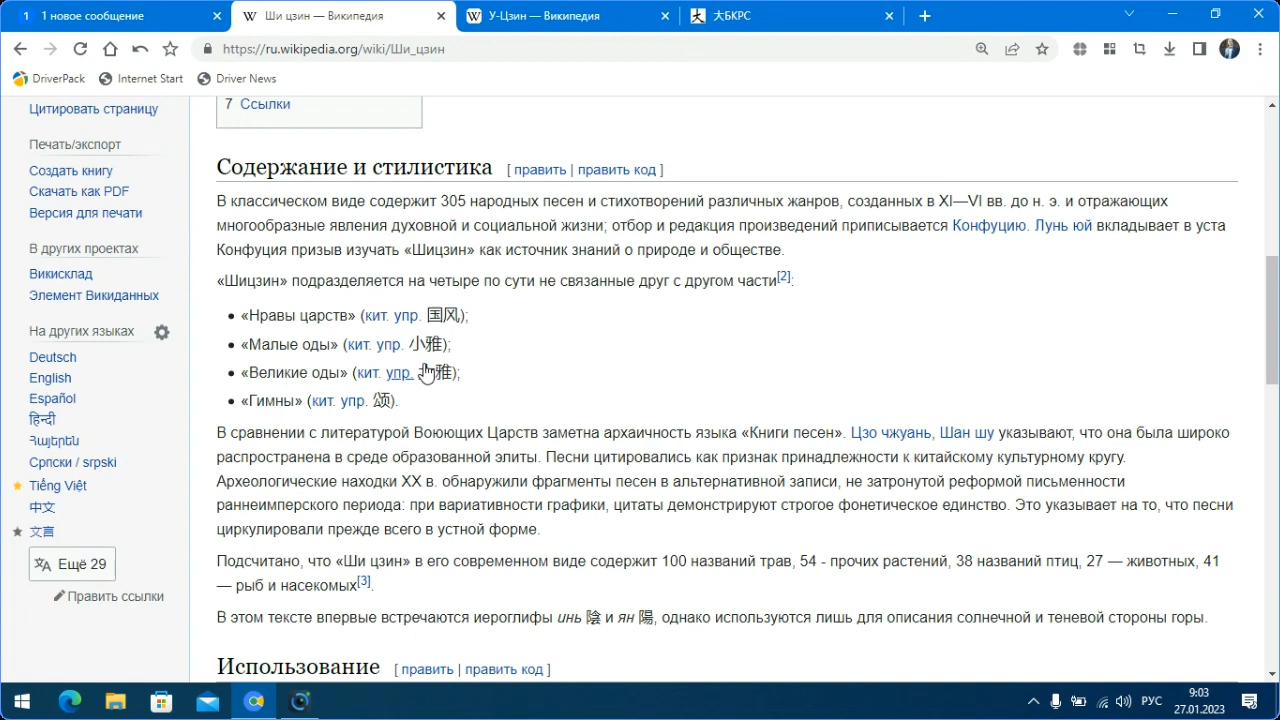 1 1 новое сообщение
Ши цзин — Википедия
У-Цзин — Википедия
大БКРС
https://ru.wikipedia.org/wiki/Ши_цзин
DriverPack
Internet Start
Driver News
Цитировать страницу
Печать/экспорт
Создать книгу
Скачать как PDF
Версия для печати
В других проектах
Викисклад
Элемент Викиданных
На других языках
Deutsch
English
Español
हिन्दी
Հայերեն
Српски / srpski
Tiếng Việt
中文
文言
Ещё 29
Править ссылки
7 Ссылки
Содержание и стилистика [ править | править код ]
В классическом виде содержит 305 народных песен и стихотворений различных жанров, созданных в XI—VI вв. до н. э. и отражающих
многообразные явления духовной и социальной жизни; отбор и редакция произведений приписывается Конфуцию. Лунь юй вкладывает в уста
Конфуция призыв изучать «Шицзин» как источник знаний о природе и обществе.
«Шицзин» подразделяется на четыре по сути не связанные друг с другом части[2]:
• «Нравы царств» (кит. упр. 国风);
• «Малые оды» (кит. упр. 小雅);
• «Великие оды» (кит. упр. 雅);
• «Гимны» (кит. упр. 颂).
В сравнении с литературой Воюющих Царств заметна архаичность языка «Книги песен». Цзо чжуань, Шан шу указывают, что она была широко
распространена в среде образованной элиты. Песни цитировались как признак принадлежности к китайскому культурному кругу.
Археологические находки XX в. обнаружили фрагменты песен в альтернативной записи, не затронутой реформой письменности
раннеимперского периода: при вариативности графики, цитаты демонстрируют строгое фонетическое единство. Это указывает на то, что песни
циркулировали прежде всего в устной форме.
Подсчитано, что «Ши цзин» в его современном виде содержит 100 названий трав, 54 - прочих растений, 38 названий птиц, 27 — животных, 41
— рыб и насекомых[3].
В этом тексте впервые встречаются иероглифы инь 陰 и ян 陽, однако используются лишь для описания солнечной и теневой стороны горы.
Использование [ править | править код ]
РУС
9:03
27.01.2023